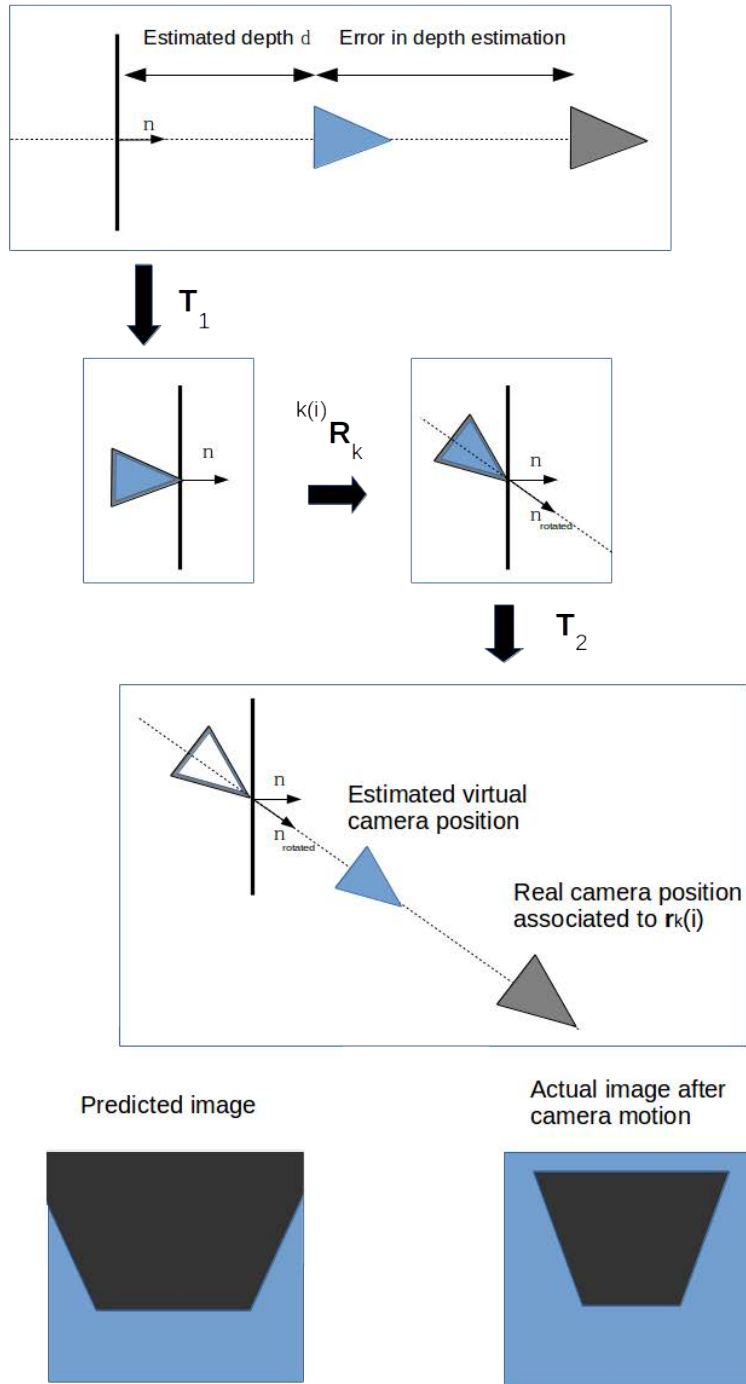 Estimated depth d
Error in depth estimation
n
T1
n
k(i)Rk
n
nrotated
T2
n
nrotated
Estimated virtual
camera position
Real camera position
associated to rk(i)
Predicted image
Actual image after
camera motion